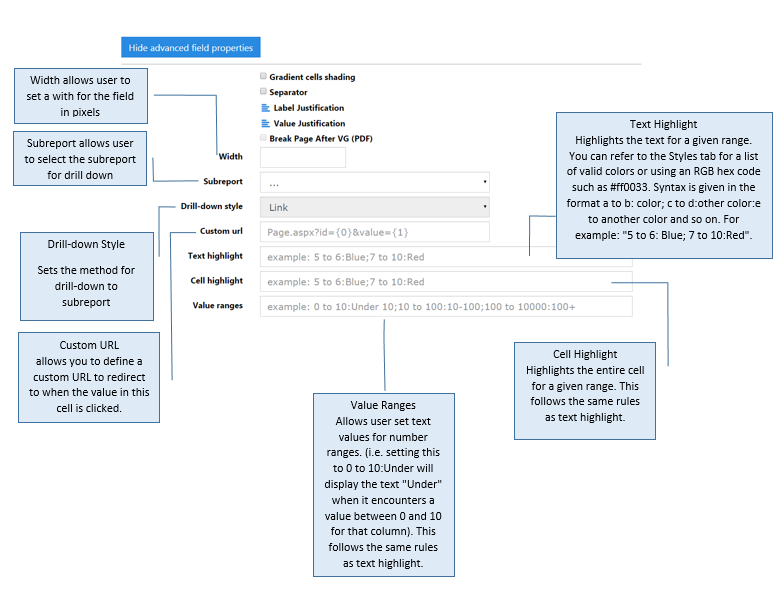 Hide advanced field properties
Gradient cells shading
Separator
Label Justification
Value Justification
Break Page After VG (PDF)
Width
Subreport
...
Drill-down style
Link
Custom url
Page.aspx?id={0}&value={1}
Text highlight
example: 5 to 6:Blue;7 to 10:Red
Cell highlight
example: 5 to 6:Blue;7 to 10:Red
Value ranges
example: 0 to 10:Under 10;10 to 100:10-100;100 to 10000:100+
Width allows user to
set a with for the field
in pixels
Subreport allows user
to select the subreport
for drill down
Drill-down Style
Sets the method for
drill-down to
subreport
Custom URL
allows you to define a
custom URL to redirect
to when the value in this
cell is clicked.
Value Ranges
Allows user set text
values for number
ranges. (i.e. setting this
to 0 to 10:Under will
display the text "Under"
when it encounters a
value between 0 and 10
for that column). This
follows the same rules
as text highlight.
Text Highlight
Highlights the text for a given range.
You can refer to the Styles tab for a list
of valid colors or using an RGB hex code
such as #ff0033. Syntax is given in the
format a to b: color; c to d:other color:e
to another color and so on. For
example: "5 to 6: Blue; 7 to 10:Red".
Cell Highlight
Highlights the entire cell
for a given range. This
follows the same rules
as text highlight.